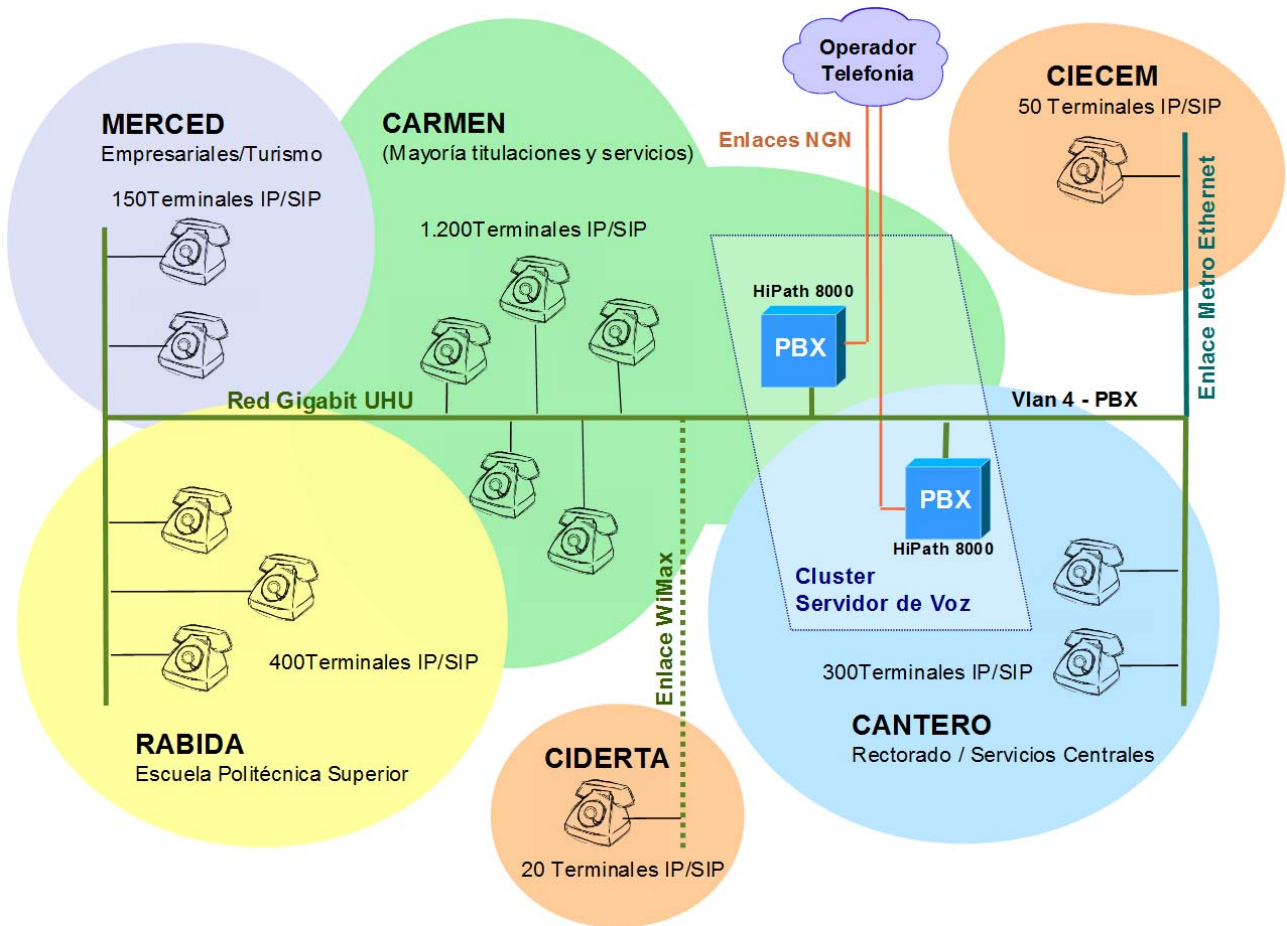 MERCED
Empresariales/Turismo
150Terminales IP/SIP
CARMEN
(Mayoría titulaciones y servicios)
1.200Terminales IP/SIP
Operador
Telefonía
Enlaces NGN
CIECEM
50 Terminales IP/SIP
Enlace Metro Ethernet
HiPath 8000
PBX
Red Gigabit UHU
Vlan 4 - PBX
PBX
HiPath 8000
Cluster
Servidor de Voz
Enlace WiMax
400Terminales IP/SIP
RABIDA
Escuela Politécnica Superior
300Terminales IP/SIP
CANTERO
Rectorado / Servicios Centrales
CIDERTA
20 Terminales IP/SIP